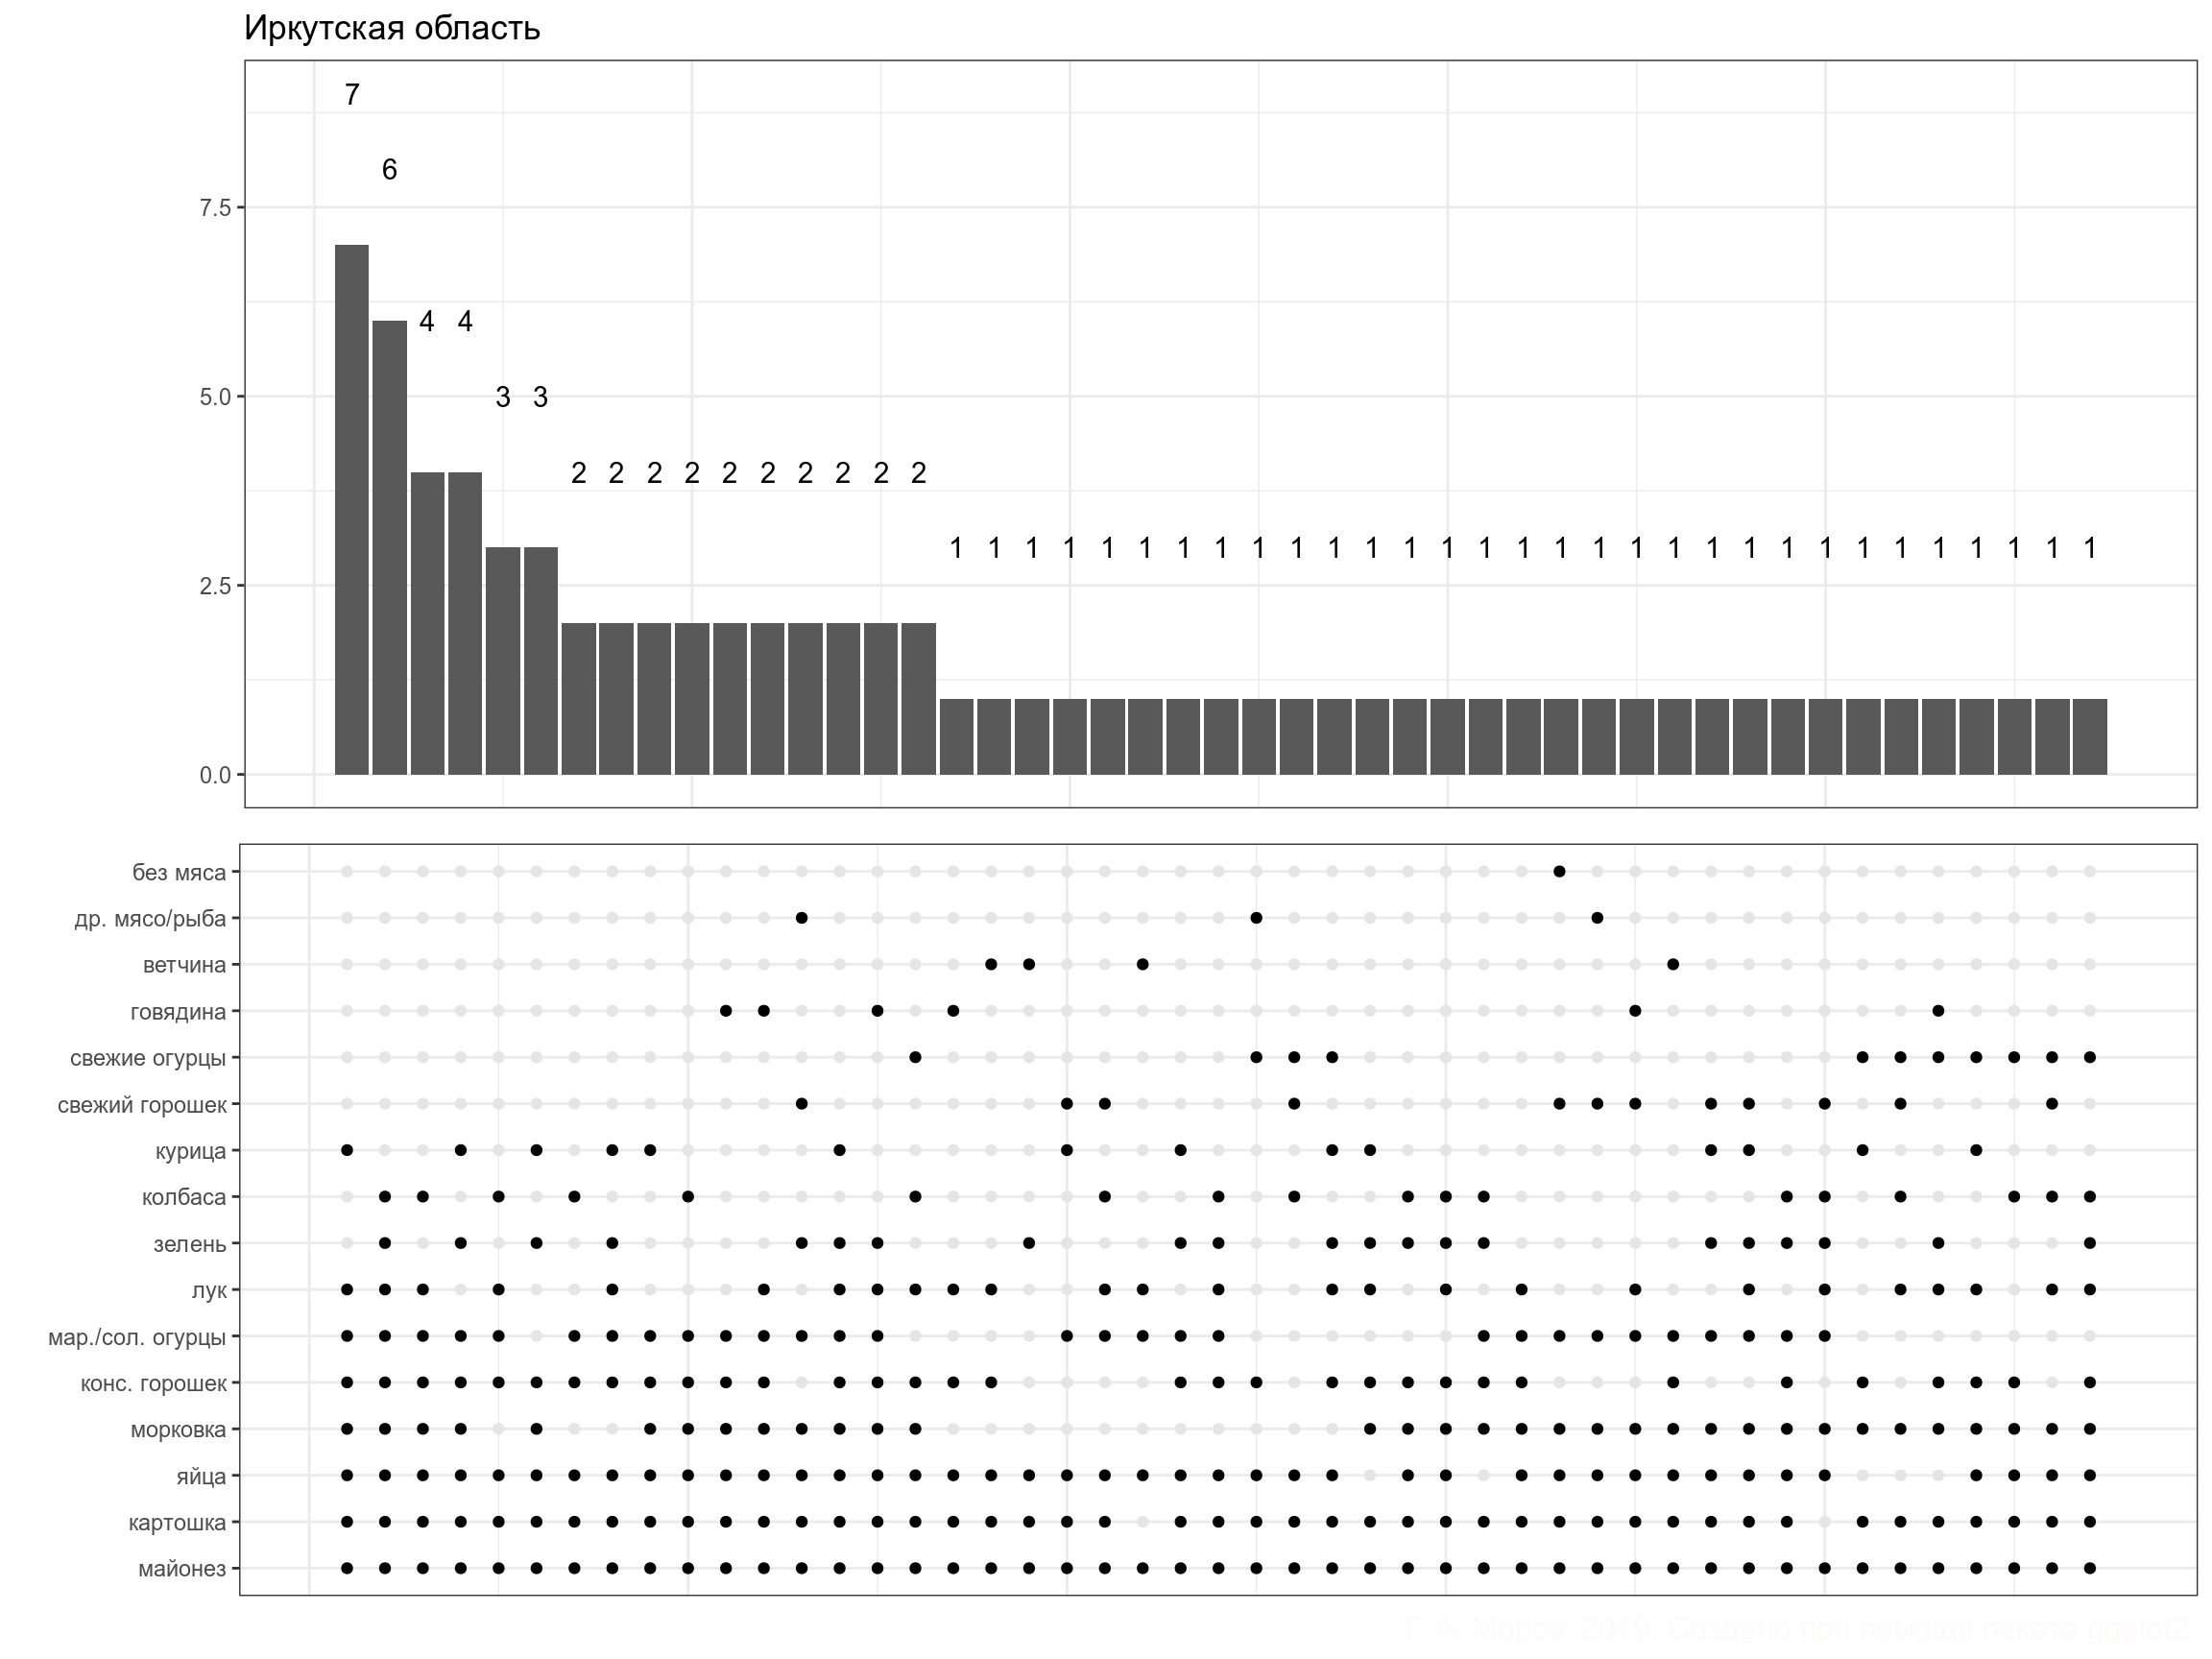 Иркутская область
7
6
7.5
4 4
5.0
3 3
2 2 2 2 2 2 2 2 2 2
1 1 1 1 1 1 1 1 1 1 1 1 1 1 1 1 1 1 1 1 1 1 1 1 1 1 1 1 1 1 1
2.5
0.0
без мяса
др. мясо/рыба
ветчина
говядина
свежие огурцы
свежий горошек
курица
колбаса
зелень
лук
мар./сол. огурцы
конс. горошек
морковка
яйца
картошка
майонез
Г. А. Мороз, 2019. Создано при помощи пакета ggplot2.